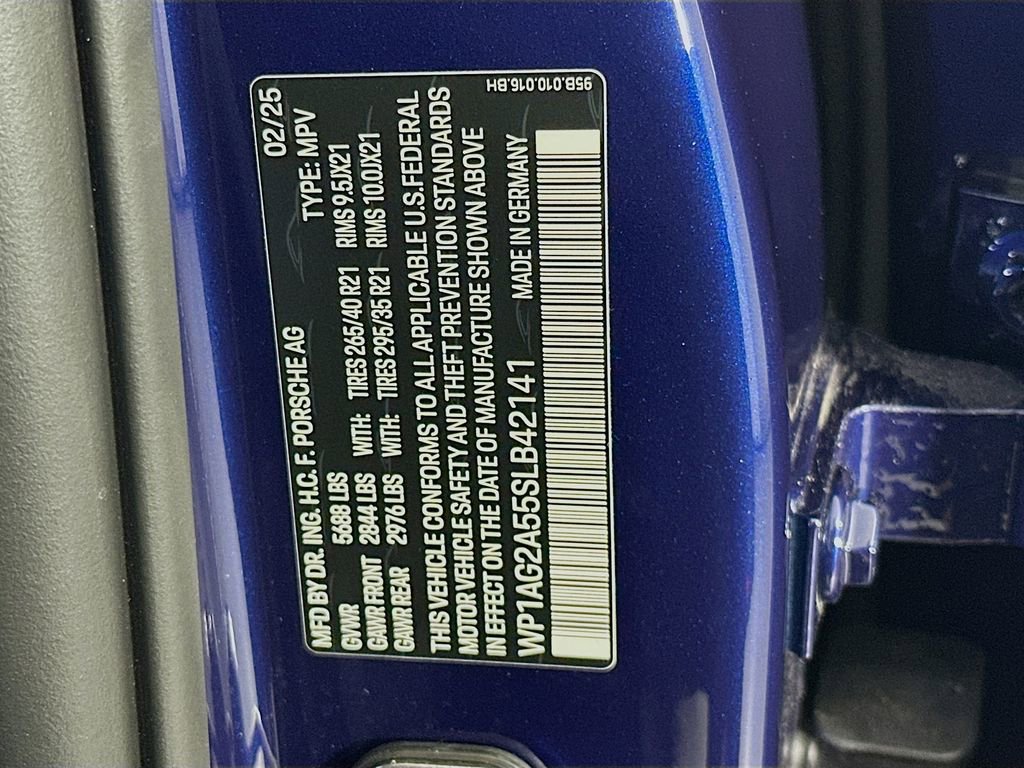 MFD BY DR. ING. H.C. F. PORSCHE AG 02/25
GVWR 5688 LBS TYPE: MPV
GAWR FRONT 2844 LBS WITH: TIRES 265/40 R21 RIMS 9.5JX21
GAWR REAR 2976 LBS WITH: TIRES 295/35 R21 RIMS 10.0JX21
THIS VEHICLE CONFORMS TO ALL APPLICABLE U.S. FEDERAL
MOTOR VEHICLE SAFETY AND THEFT PREVENTION STANDARDS
IN EFFECT ON THE DATE OF MANUFACTURE SHOWN ABOVE
WP1AG2A55SLB42141 MADE IN GERMANY
95B.010.016.BH